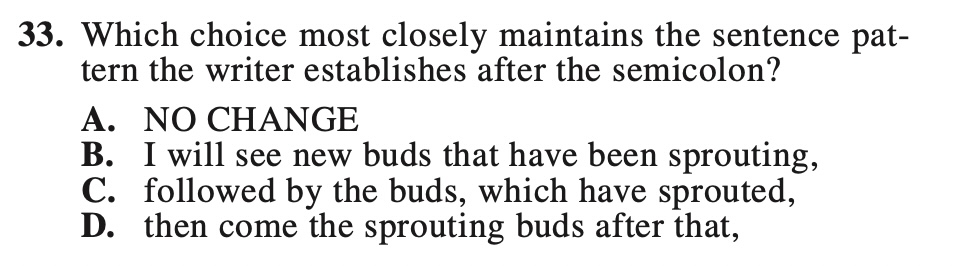 33. Which choice most closely maintains the sentence pat-
tern the writer establishes after the semicolon?
A. NO CHANGE
B. I will see new buds that have been sprouting,
C. followed by the buds, which have sprouted,
D. then come the sprouting buds after that,